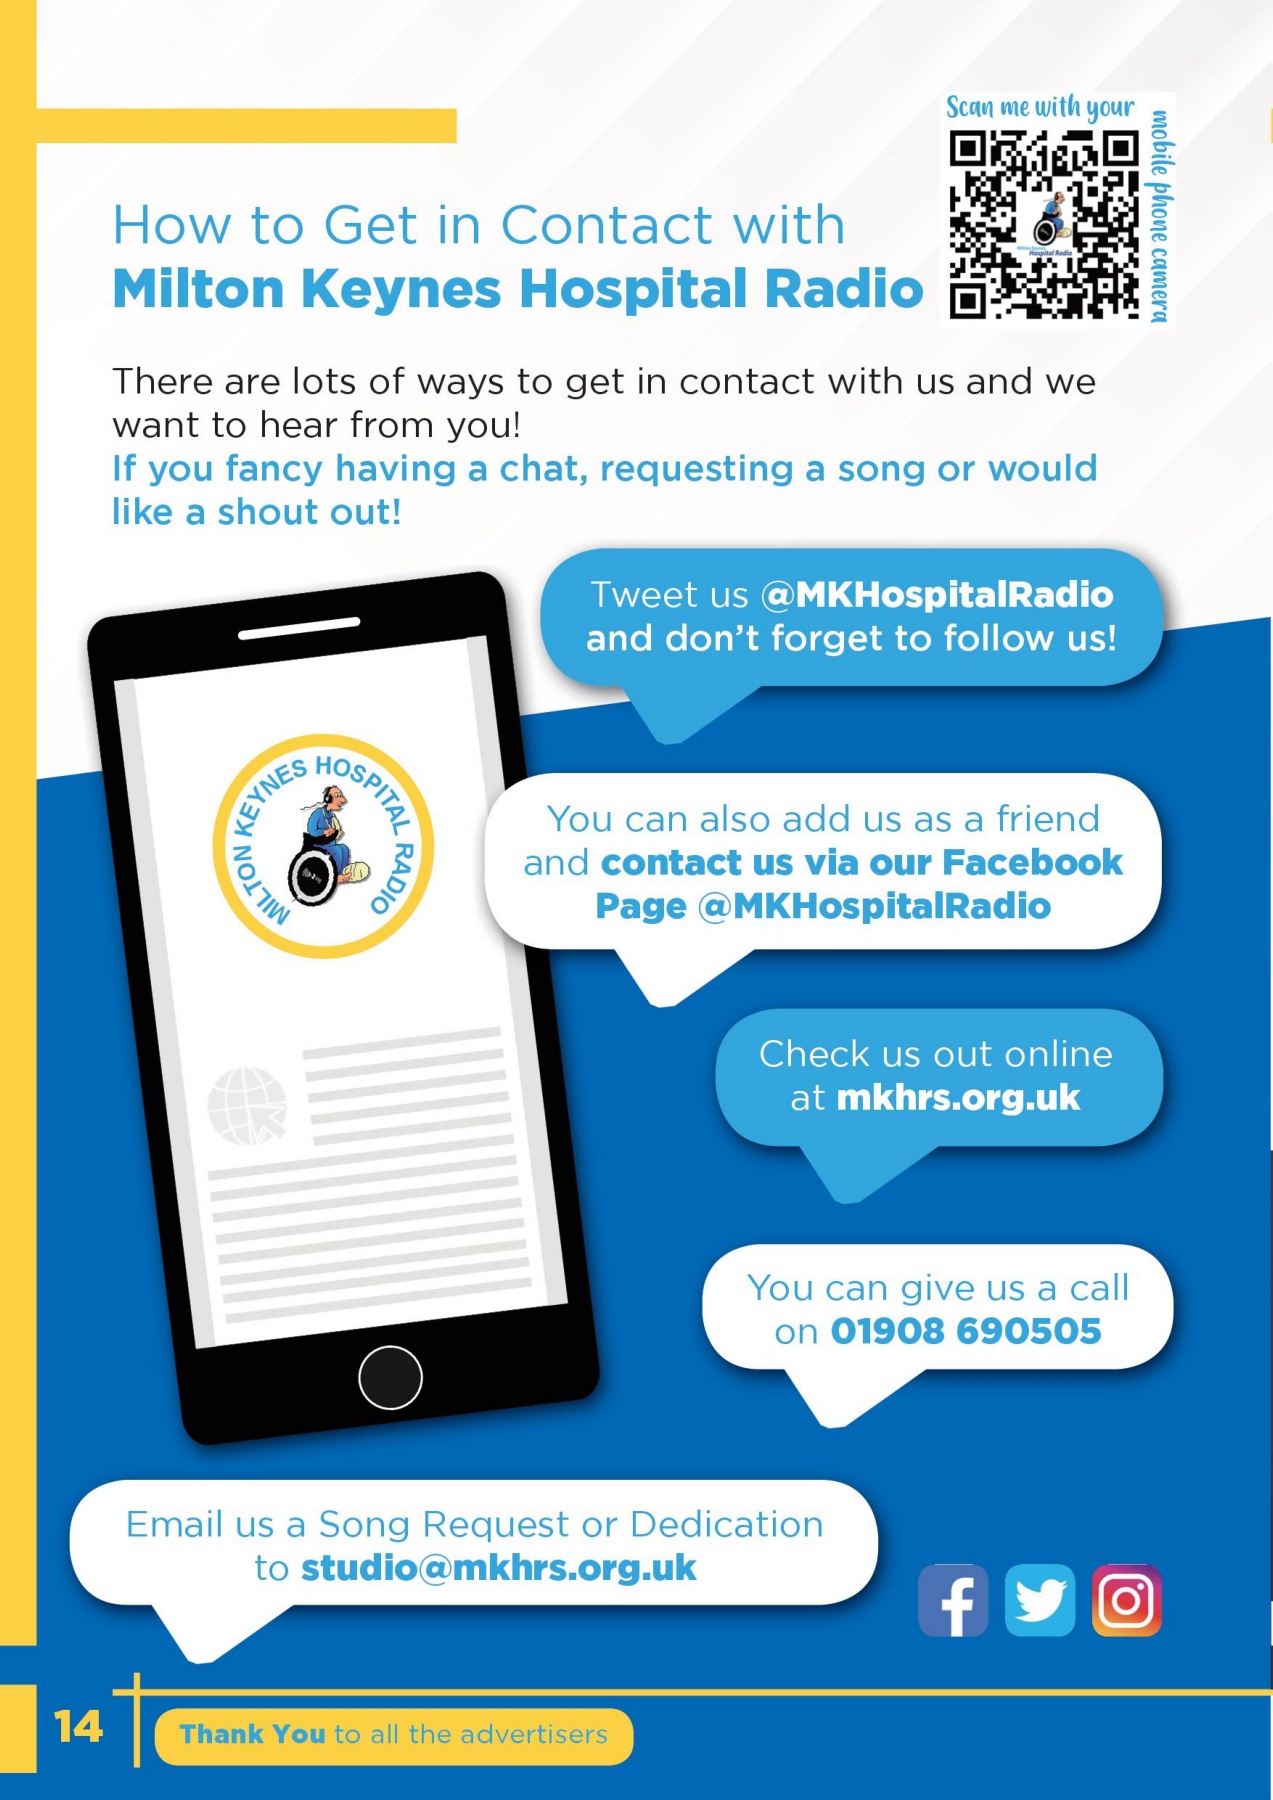 Scan me with your
mobile phone camera
Milton Keynes
Hospital Radio
How to Get in Contact with
Milton Keynes Hospital Radio
There are lots of ways to get in contact with us and we
want to hear from you!
If you fancy having a chat, requesting a song or would
like a shout out!
Tweet us @MKHospitalRadio
and don't forget to follow us!
MILTON KEYNES HOSPITAL RADIO
You can also add us as a friend
and contact us via our Facebook
Page @MKHospitalRadio
Check us out online
at mkhrs.org.uk
You can give us a call
on 01908 690505
Email us a Song Request or Dedication
to studio@mkhrs.org.uk
14
Thank You to all the advertisers